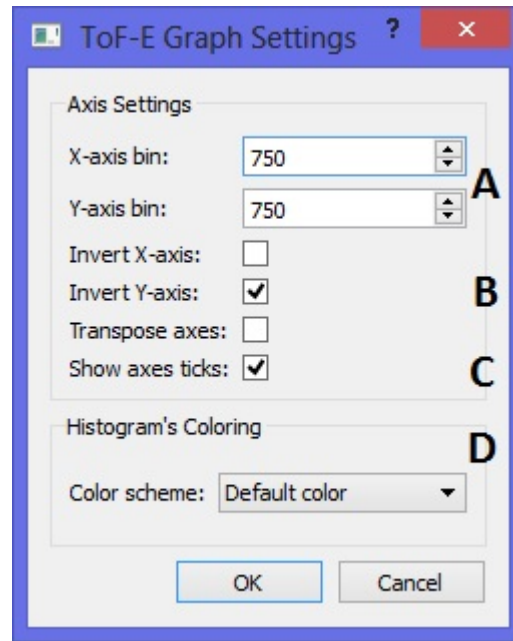 ToF-E Graph Settings ? ×
Axis Settings
X-axis bin: 750
A
Y-axis bin: 750
Invert X-axis:
Invert Y-axis:
B
Transpose axes:
Show axes ticks:
C
Histogram's Coloring
D
Color scheme: Default color
OK Cancel